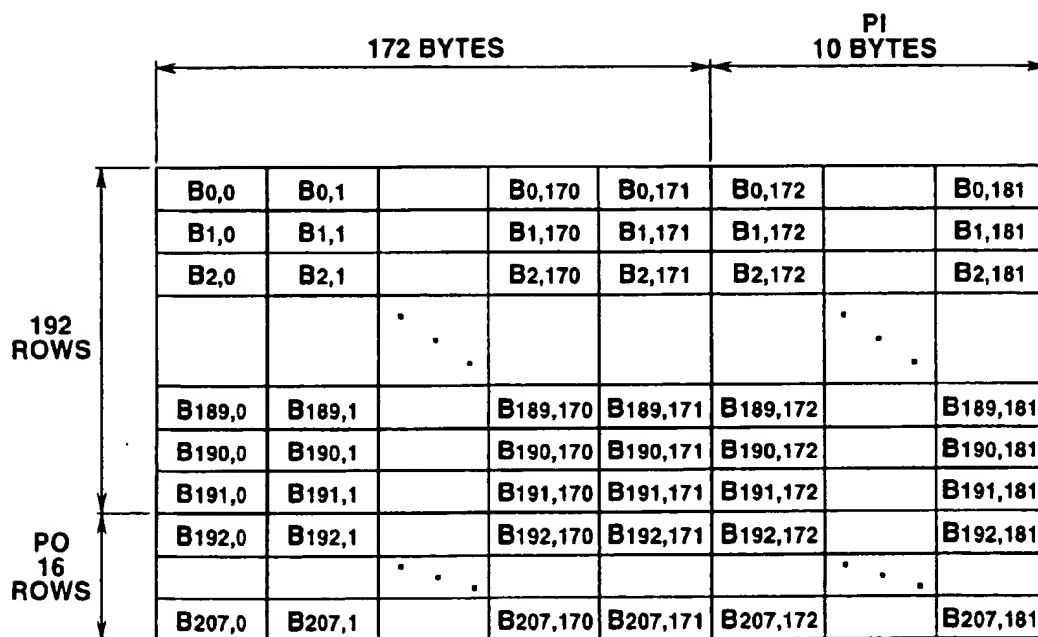 PI
172 BYTES 10 BYTES
B0,0 B0,1 B0,170 B0,171 B0,172 B0,181
B1,0 B1,1 B1,170 B1,171 B1,172 B1,181
B2,0 B2,1 B2,170 B2,171 B2,172 B2,181
192
ROWS
B189,0 B189,1 B189,170 B189,171 B189,172 B189,181
B190,0 B190,1 B190,170 B190,171 B190,172 B190,181
B191,0 B191,1 B191,170 B191,171 B191,172 B191,181
B192,0 B192,1 B192,170 B192,171 B192,172 B192,181
PO
16
ROWS
B207,0 B207,1 B207,170 B207,171 B207,172 B207,181